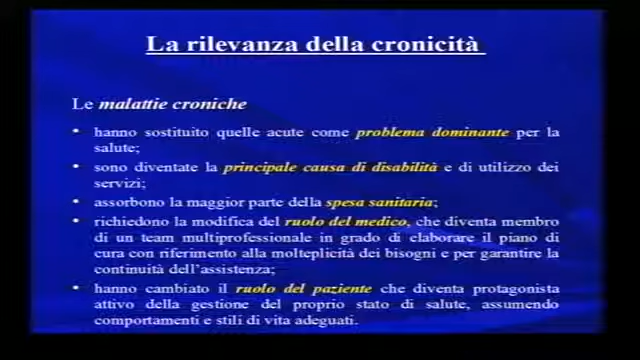 La rilevanza della cronicità
Le malattie croniche
• hanno sostituito quelle acute come problema dominante per la
salute;
• sono diventate la principale causa di disabilità e di utilizzo dei
servizi;
• assorbono la maggior parte della spesa sanitaria;
• richiedono la modifica del ruolo del medico, che diventa membro
di un team multiprofessionale in grado di elaborare il piano di
cura con riferimento alla molteplicità dei bisogni e per garantire la
continuità dell'assistenza;
• hanno cambiato il ruolo del paziente che diventa protagonista
attivo della gestione del proprio stato di salute, assumendo
comportamenti e stili di vita adeguati.